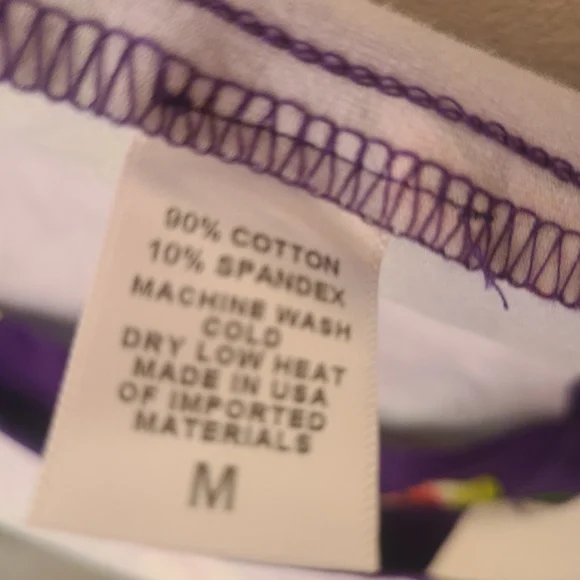 90% COTTON
10% SPANDEX
MACHINE WASH
COLD
DRY LOW HEAT
MADE IN USA
OF IMPORTED
MATERIALS
M